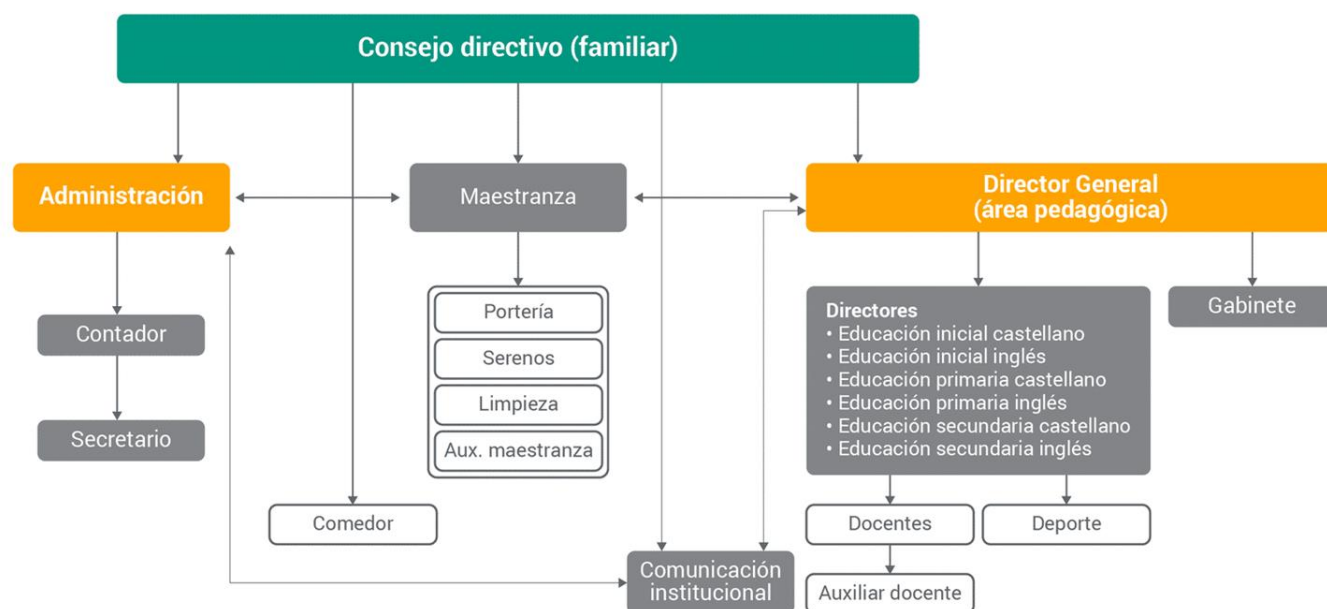 Consejo directivo (familiar)
Administración
Maestranza
Director General
(área pedagógica)
Contador
Secretario
Portería
Serenos
Limpieza
Aux. maestranza
Comedor
Comunicación
institucional
Directores
• Educación inicial castellano
• Educación inicial inglés
• Educación primaria castellano
• Educación primaria inglés
• Educación secundaria castellano
• Educación secundaria inglés
Gabinete
Docentes
Deporte
Auxiliar docente